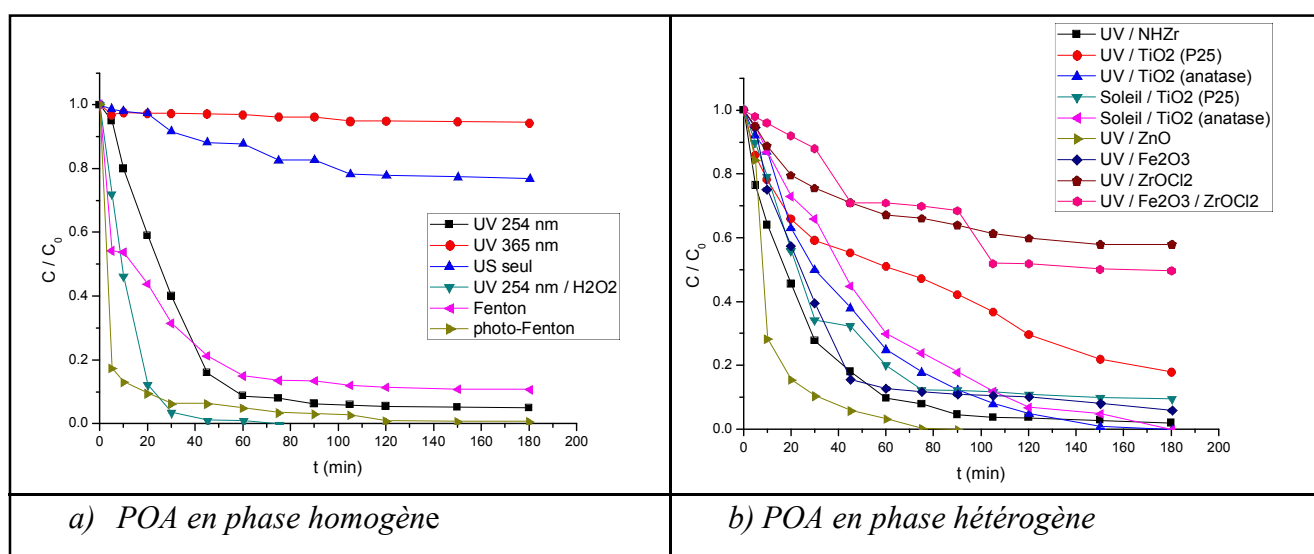 1.0
0.8
0.6
0.4
0.2
0.0
C / C0
0 20 40 60 80 100 120 140 160 180 200
t (min)
UV 254 nm
UV 365 nm
US seul
UV 254 nm / H2O2
Fenton
photo-Fenton
UV / NHZr
UV / TiO2 (P25)
UV / TiO2 (anatase)
Soleil / TiO2 (P25)
Soleil / TiO2 (anatase)
UV / ZnO
UV / Fe2O3
UV / ZrOCl2
UV / Fe2O3 / ZrOCl2
1.0
0.8
0.6
0.4
0.2
0.0
C / C0
0 20 40 60 80 100 120 140 160 180 200
t (min)
a) POA en phase homogène
b) POA en phase hétérogène